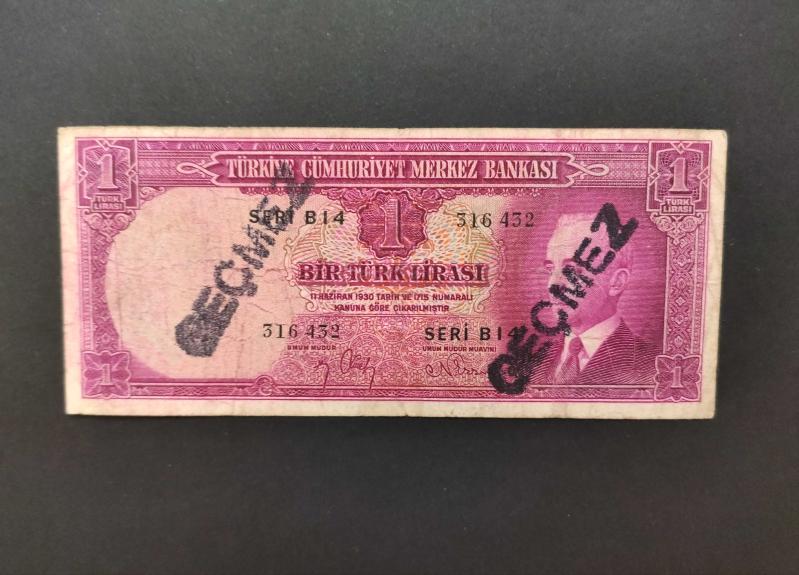 TÜRKİYE CÜMHURİYET MERKEZ BANKASI
1 TÜRK LİRASI
1 TÜRK LİRASI
SERİ B14
1
316 432
BİR TÜRK LİRASI
11 HAZİRAN 1930 TARİH VE 1715 NUMARALI
KANUNA GÖRE ÇIKARILMIŞTIR
316 432
SERİ B14
UMUM MÜDÜR
UMUM MÜDÜR MUAVİNİ
1
1
GEÇMEZ
GEÇMEZ